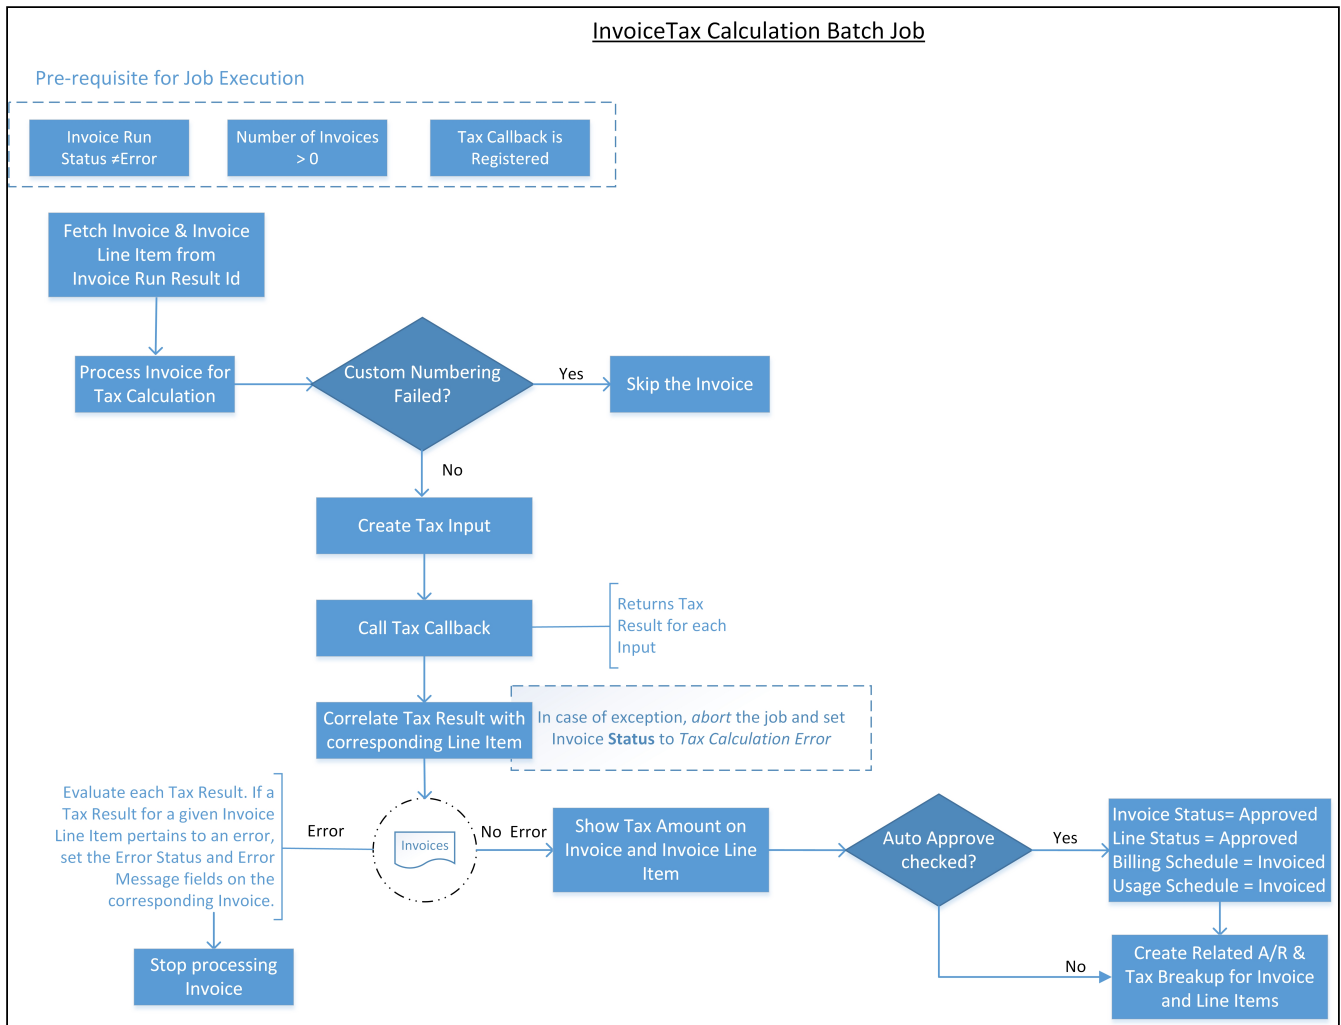 InvoiceTax Calculation Batch Job
Pre-requisite for Job Execution
Invoice Run
Status ≠Error
Number of Invoices
> 0
Tax Callback is
Registered
Fetch Invoice & Invoice
Line Item from
Invoice Run Result Id
Process Invoice for
Tax Calculation
Custom Numbering
Failed?
Yes
Skip the Invoice
No
Create Tax Input
Call Tax Callback
Returns Tax
Result for each
Input
Correlate Tax Result with
corresponding Line Item
In case of exception, abort the job and set
Invoice Status to Tax Calculation Error
Evaluate each Tax Result. If a
Tax Result for a given Invoice
Line Item pertains to an error,
set the Error Status and Error
Message fields on the
corresponding Invoice.
Error
Invoices
No Error
Show Tax Amount on
Invoice and Invoice Line
Item
Auto Approve
checked?
Yes
Invoice Status= Approved
Line Status = Approved
Billing Schedule = Invoiced
Usage Schedule = Invoiced
Stop processing
Invoice
No
Create Related A/R &
Tax Breakup for Invoice
and Line Items